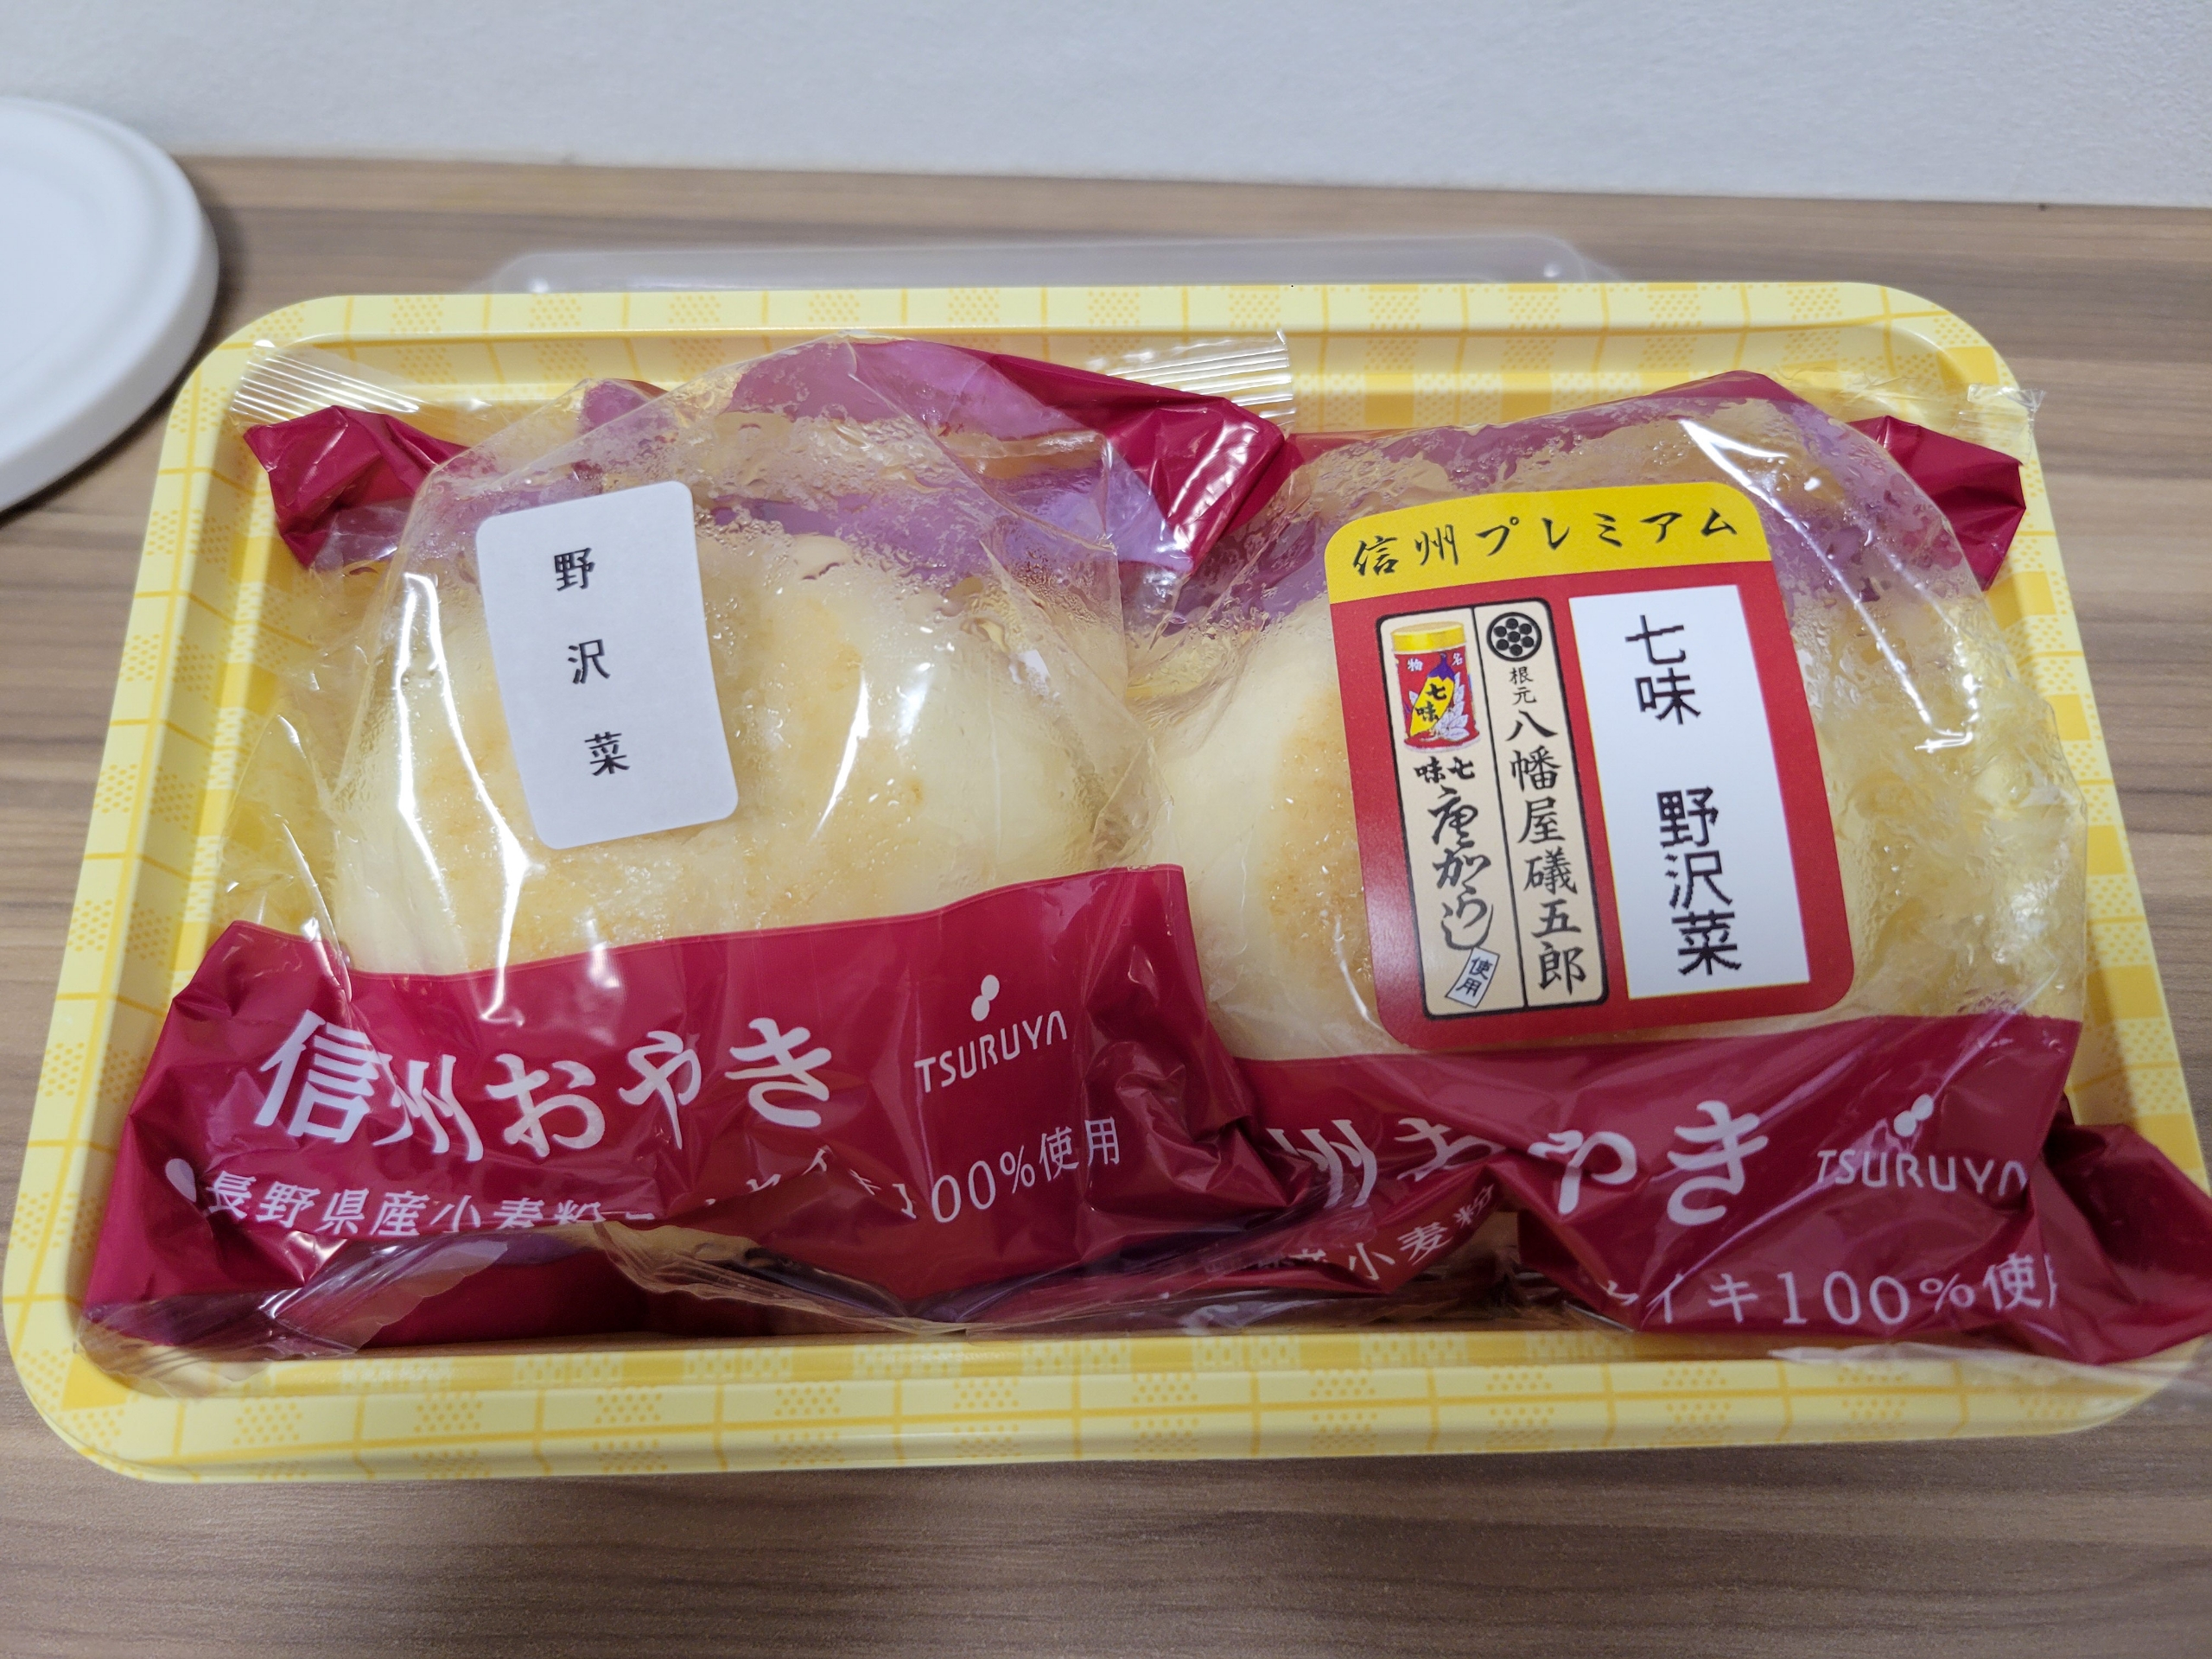 野沢菜
信州おやき
TSURUYA
長野県産小麦粉
100%使用
信州プレミアム
七味 野沢菜
根元 八幡屋礒五郎
名物
七味
七味唐がらし
使用
州おやき
TSURUYA
小麦粉
イキ100%使